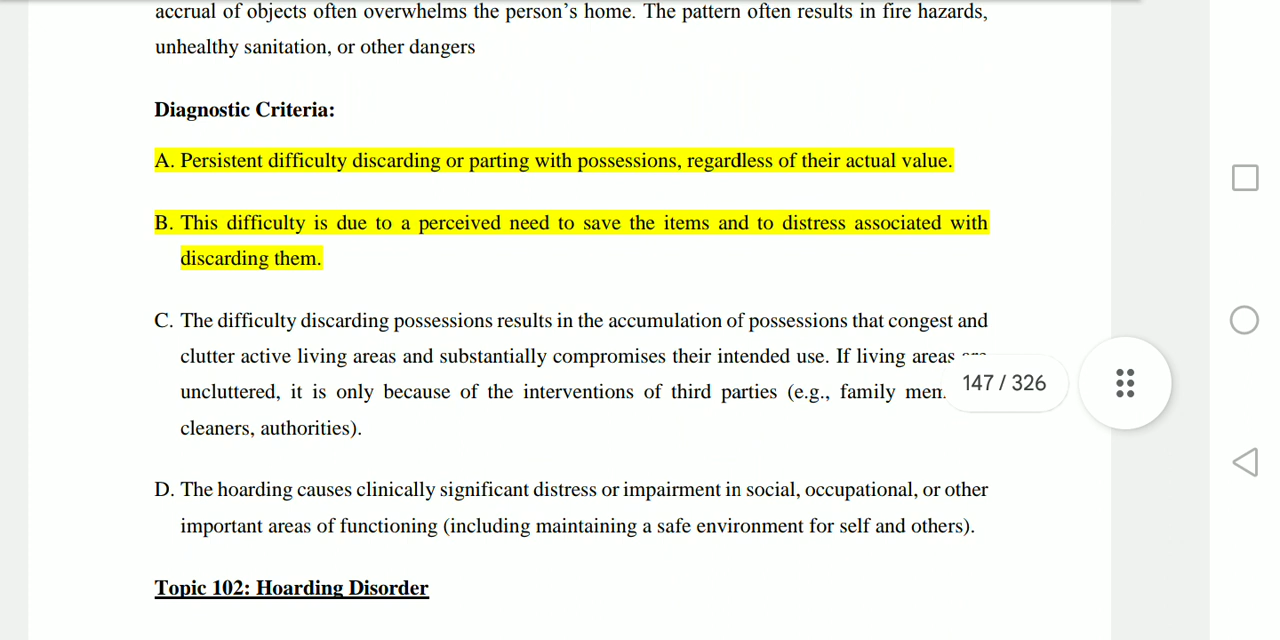 accrual of objects often overwhelms the person's home. The pattern often results in fire hazards,
unhealthy sanitation, or other dangers
Diagnostic Criteria:
A. Persistent difficulty discarding or parting with possessions, regardless of their actual value.
B. This difficulty is due to a perceived need to save the items and to distress associated with
discarding them.
C. The difficulty discarding possessions results in the accumulation of possessions that congest and
clutter active living areas and substantially compromises their intended use. If living areas
uncluttered, it is only because of the interventions of third parties (e.g., family
cleaners, authorities).
147 / 326
D. The hoarding causes clinically significant distress or impairment in social, occupational, or other
important areas of functioning (including maintaining a safe environment for self and others).
Topic 102: Hoarding Disorder